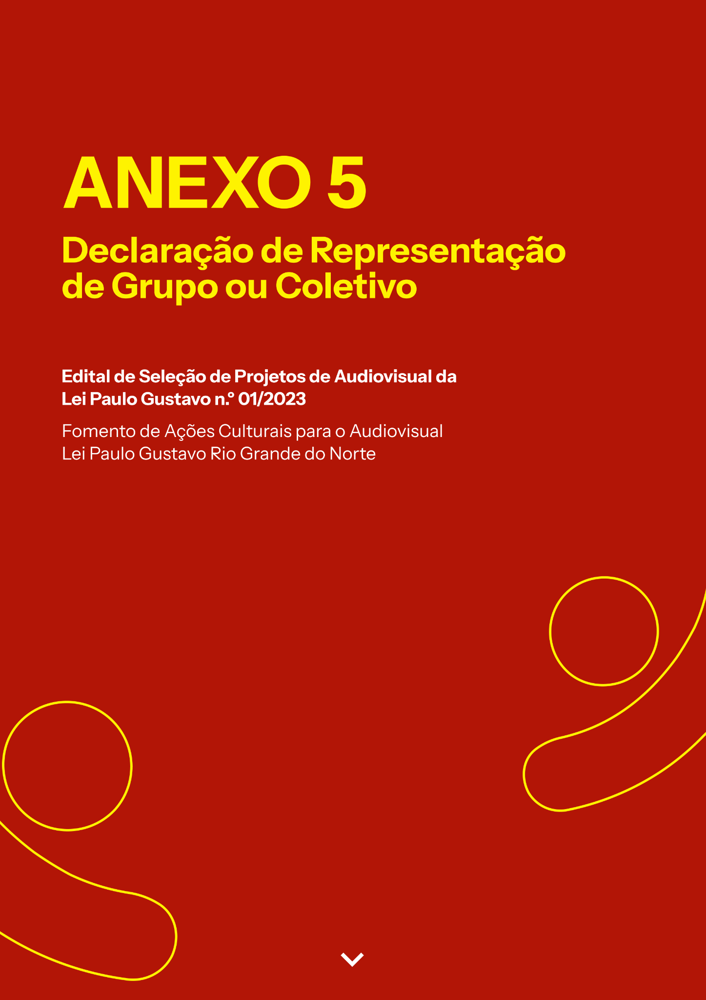 ANEXO 5
Declaração de Representação
de Grupo ou Coletivo
Edital de Seleção de Projetos de Audiovisual da
Lei Paulo Gustavo n.º 01/2023
Fomento de Ações Culturais para o Audiovisual
Lei Paulo Gustavo Rio Grande do Norte